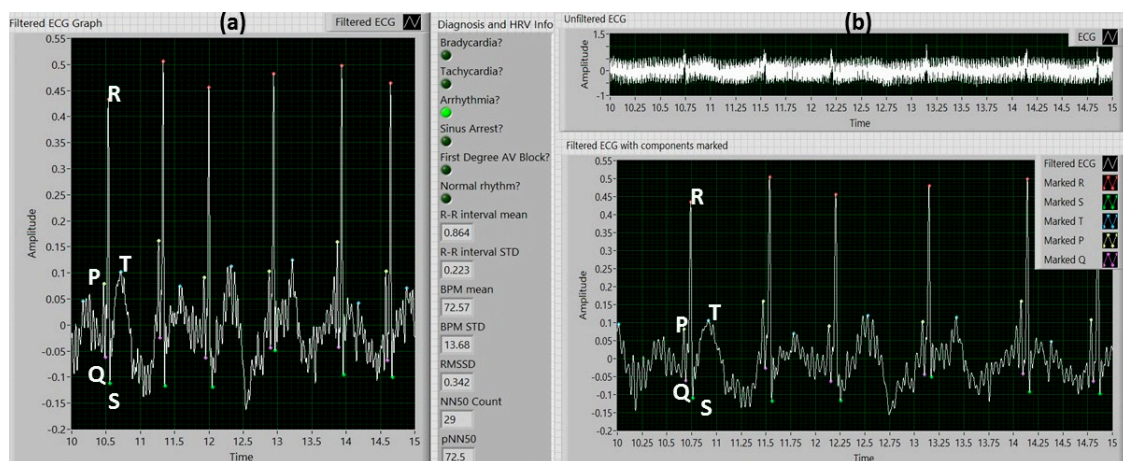 (a)
Filtered ECG Graph
Filtered ECG
0.55
0.5
0.45
0.4
0.35
0.3
0.25
0.2
0.15
0.1
0.05
0
-0.05
-0.1
-0.15
-0.2
Amplitude
R
P
T
Q
S
10 10.5 11 11.5 12 12.5 13 13.5 14 14.5 15
Time
Diagnosis and HRV Info
Bradycardia?
Tachycardia?
Arrhythmia?
Sinus Arrest?
First Degree AV Block?
Normal rhythm?
R-R interval mean
0.864
R-R interval STD
0.223
BPM mean
72.57
BPM STD
13.68
RMSSD
0.342
NN50 Count
29
pNN50
72.5
(b)
Unfiltered ECG
ECG
1.5
0
-1
Amplitude
10 10.25 10.5 10.75 11 11.25 11.5 11.75 12 12.25 12.5 12.75 13 13.25 13.5 13.75 14 14.25 14.5 14.75 15
Time
Filtered ECG with components marked
Filtered ECG
Marked R
Marked S
Marked T
Marked P
Marked Q
0.55
0.5
0.45
0.4
0.35
0.3
0.25
0.2
0.15
0.1
0.05
0
-0.05
-0.1
-0.15
-0.2
Amplitude
R
P
T
Q
S
10 10.25 10.5 10.75 11 11.25 11.5 11.75 12 12.25 12.5 12.75 13 13.25 13.5 13.75 14 14.25 14.5 14.75 15
Time